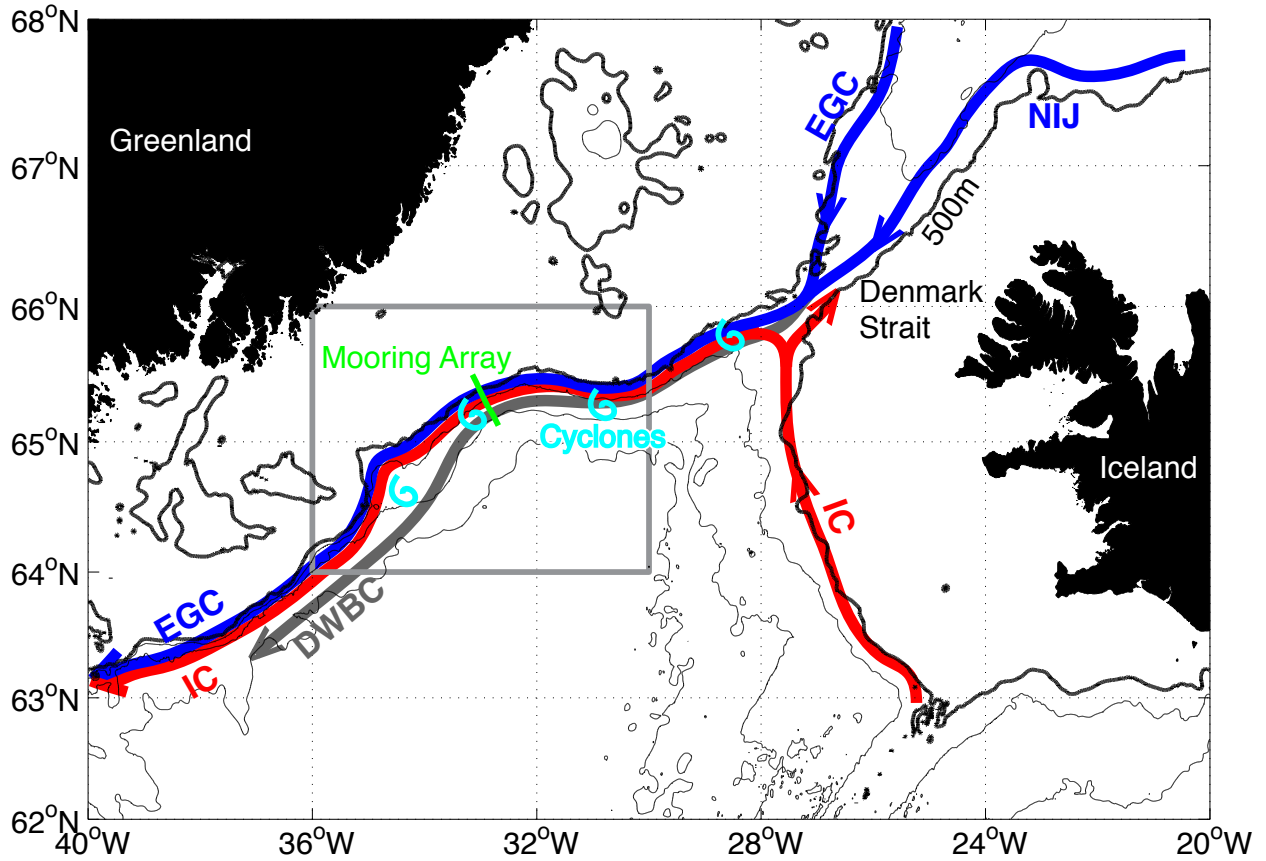 68°N
67°N
66°N
65°N
64°N
63°N
62°N
40°W
36°W
32°W
28°W
24°W
20°W
Greenland
EGC
NIJ
500m
Denmark
Strait
Mooring Array
Cyclones
Iceland
IC
DWBC
EGC
IC